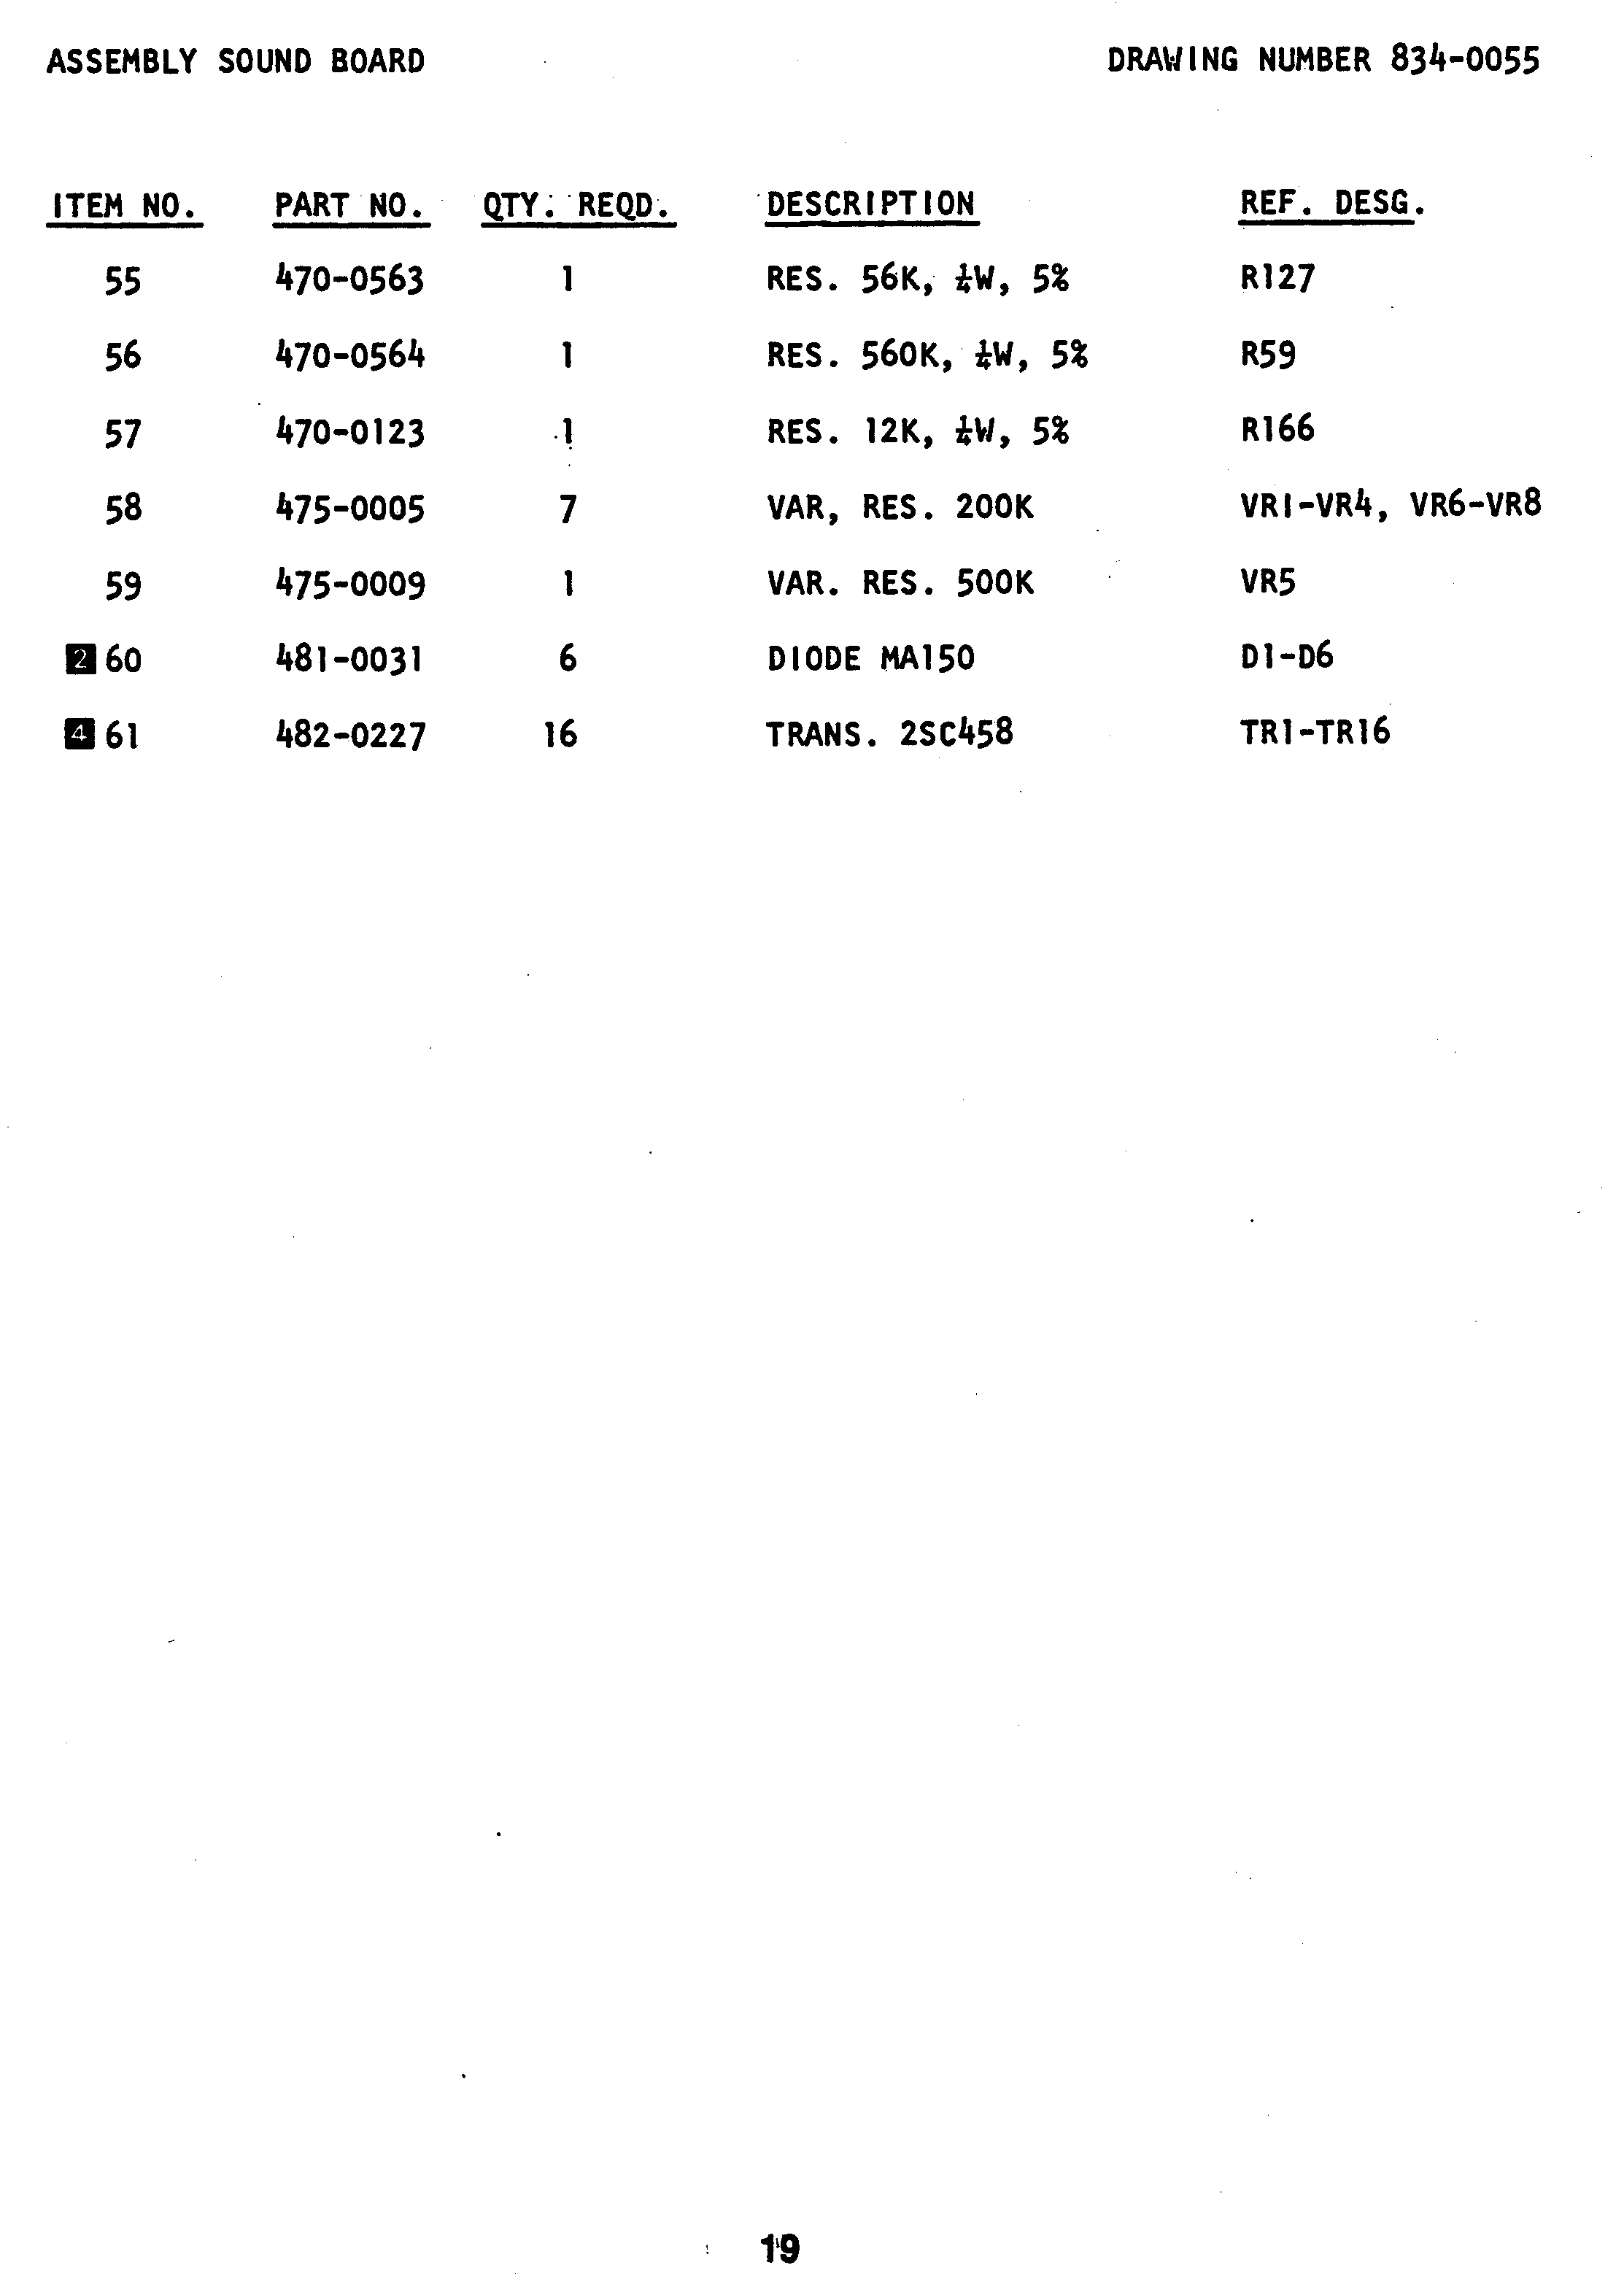 ASSEMBLY SOUND BOARD DRAWING NUMBER 834-0055
ITEM NO. PART NO. QTY. REQD. DESCRIPTION REF. DESG.
55 470-0563 1 RES. 56K, ¼W, 5% R127
56 470-0564 1 RES. 560K, ¼W, 5% R59
57 470-0123 1 RES. 12K, ¼W, 5% R166
58 475-0005 7 VAR, RES. 200K VR1-VR4, VR6-VR8
59 475-0009 1 VAR. RES. 500K VR5
2 60 481-0031 6 DIODE MA150 D1-D6
4 61 482-0227 16 TRANS. 2SC458 TR1-TR16
19